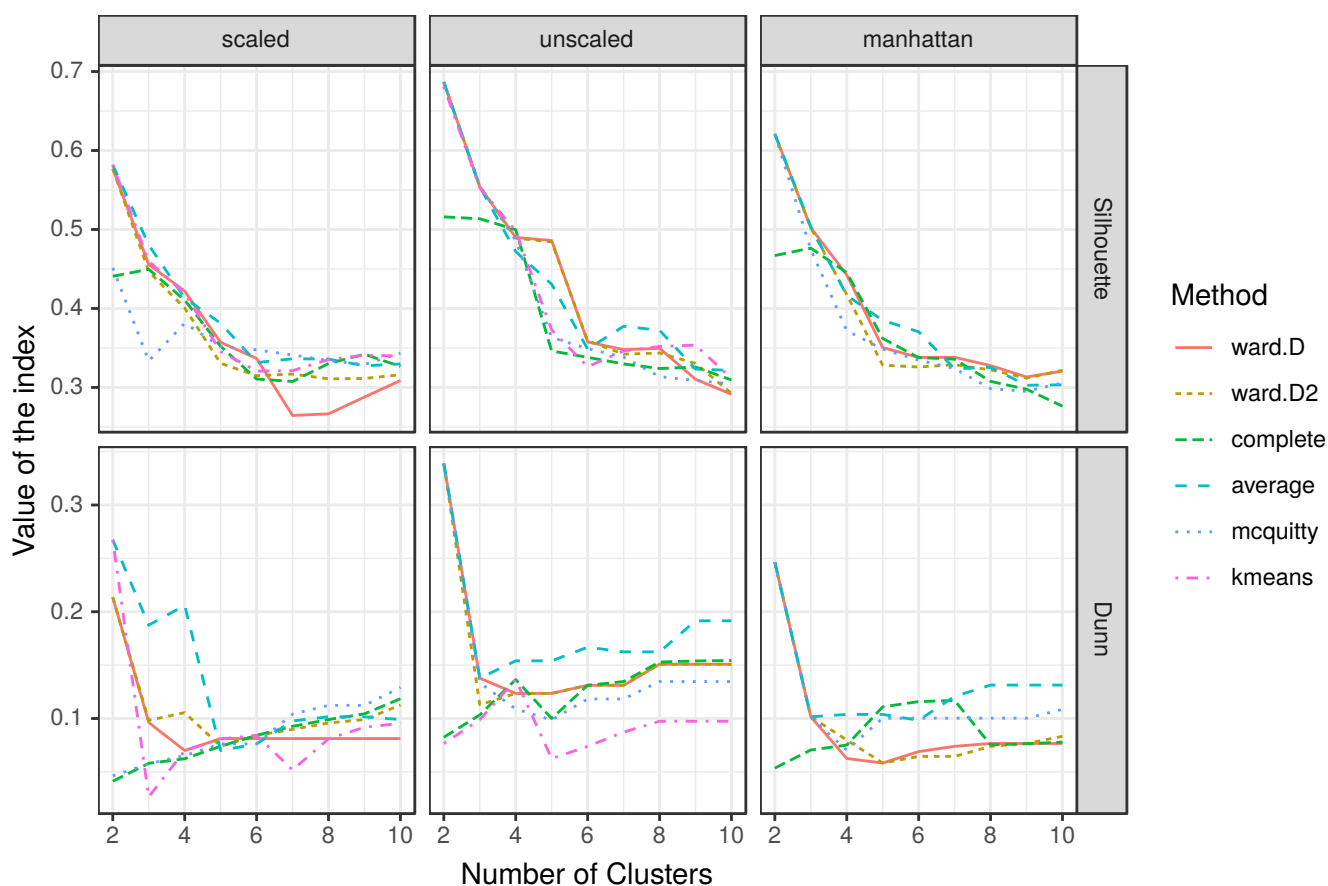 scaled
unscaled
manhattan
0.7
0.6
0.5
0.4
0.3
Silhouette
0.3
0.2
0.1
Dunn
Value of the index
2 4 6 8 10
2 4 6 8 10
2 4 6 8 10
Number of Clusters
Method
ward.D
ward.D2
complete
average
mcquitty
kmeans